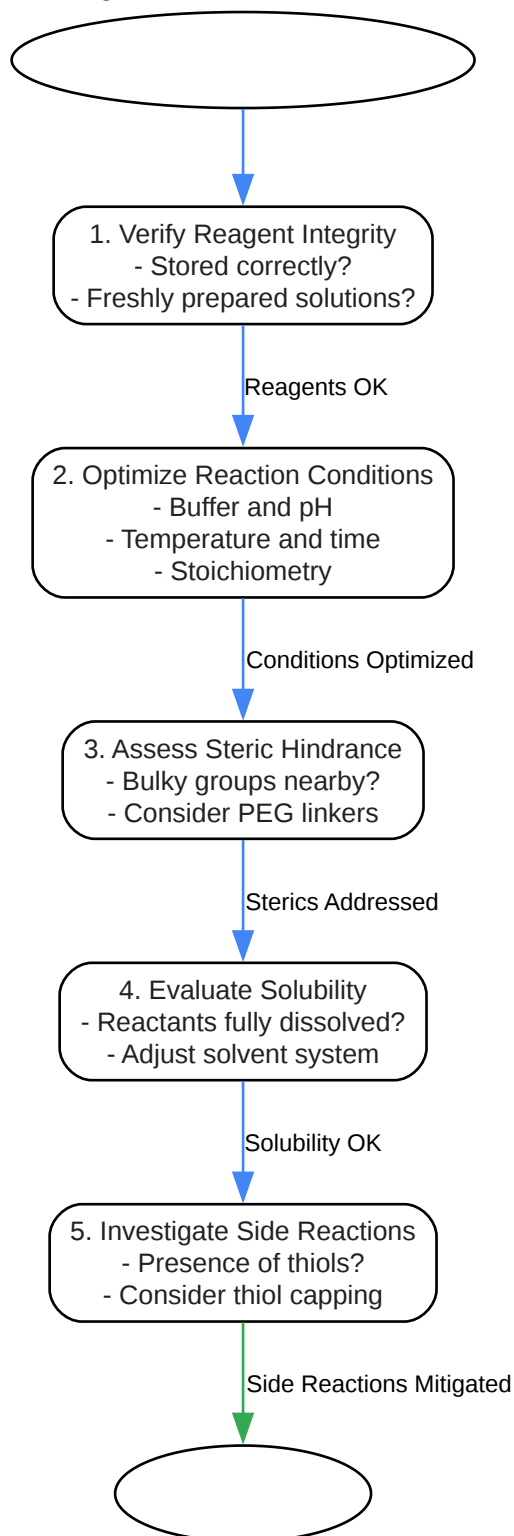 1. Verify Reagent Integrity
- Stored correctly?
- Freshly prepared solutions?
Reagents OK
2. Optimize Reaction Conditions
- Buffer and pH
- Temperature and time
- Stoichiometry
Conditions Optimized
3. Assess Steric Hindrance
- Bulky groups nearby?
- Consider PEG linkers
Sterics Addressed
4. Evaluate Solubility
- Reactants fully dissolved?
- Adjust solvent system
Solubility OK
5. Investigate Side Reactions
- Presence of thiols?
- Consider thiol capping
Side Reactions Mitigated